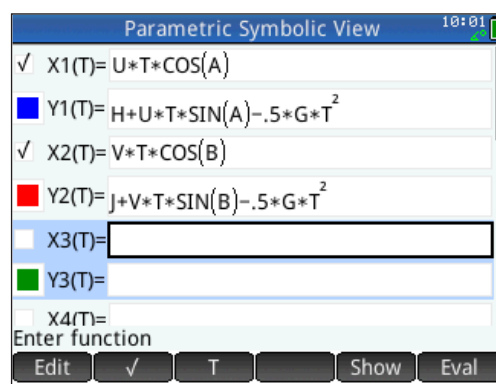 Parametric Symbolic View 10:01
√ X1(T)= U*T*COS(A)
Y1(T)= H+U*T*SIN(A)-.5*G*T²
√ X2(T)= V*T*COS(B)
Y2(T)= J+V*T*SIN(B)-.5*G*T²
X3(T)=
Y3(T)=
X4(T)=
Enter function
Edit √ T Show Eval